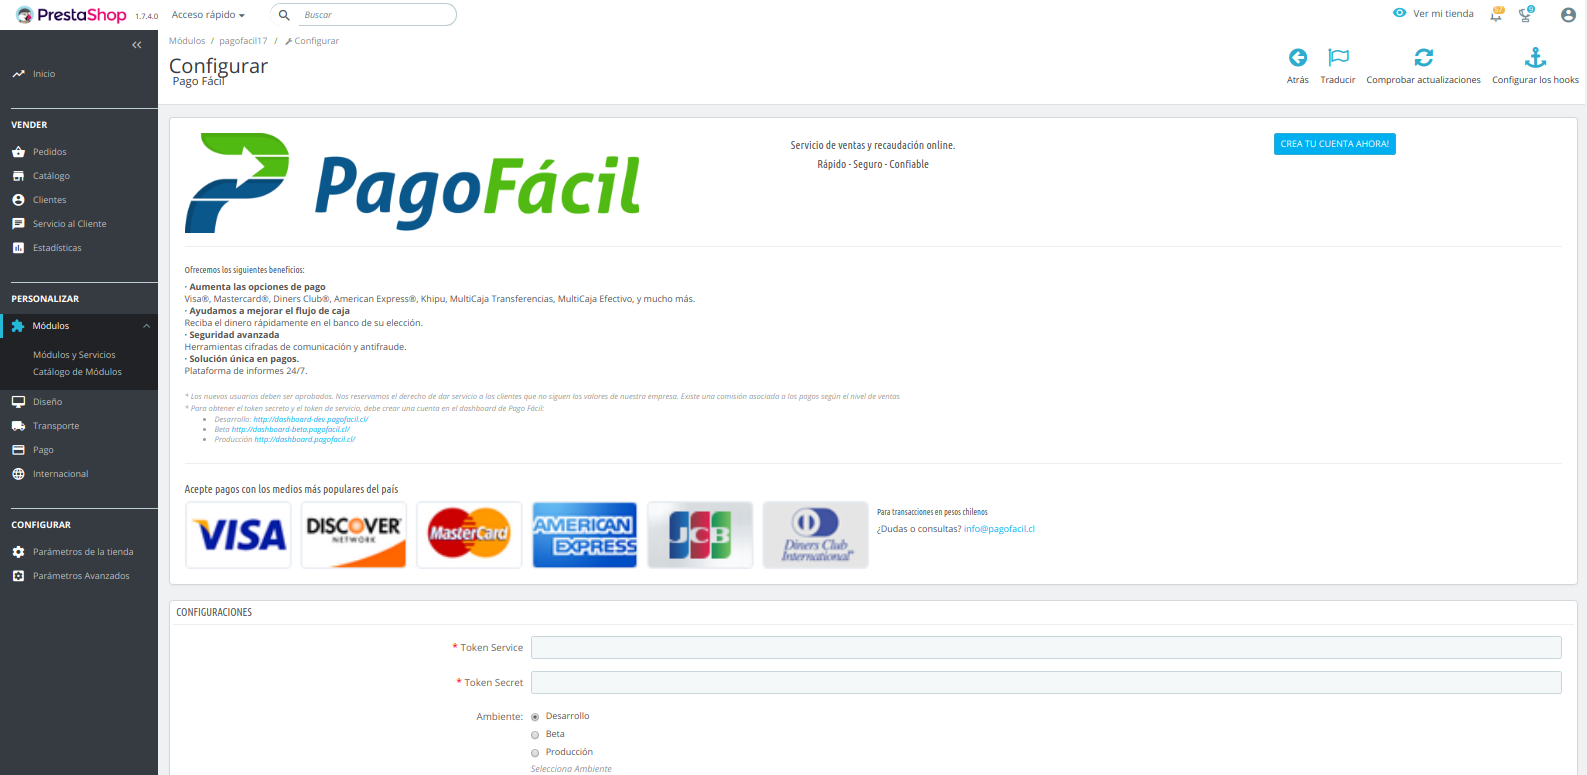 PrestaShop 1.7.4.0
Acceso rápido
Buscar
Ver mi tienda
57
9
Inicio
VENDER
Pedidos
Catálogo
Clientes
Servicio al Cliente
Estadísticas
PERSONALIZAR
Módulos
Módulos y Servicios
Catálogo de Módulos
Diseño
Transporte
Pago
Internacional
CONFIGURAR
Parámetros de la tienda
Parámetros Avanzados
Módulos / pagofacil17 / Configurar
Configurar
Pago Fácil
Atrás
Traducir
Comprobar actualizaciones
Configurar los hooks
PagoFácil
Servicio de ventas y recaudación online.
Rápido - Seguro - Confiable
CREA TU CUENTA AHORA!
Ofrecemos los siguientes beneficios:
· Aumenta las opciones de pago
Visa®, Mastercard®, Diners Club®, American Express®, Khipu, MultiCaja Transferencias, MultiCaja Efectivo, y mucho más.
· Ayudamos a mejorar el flujo de caja
Reciba el dinero rápidamente en el banco de su elección.
· Seguridad avanzada
Herramientas cifradas de comunicación y antifraude.
· Solución única en pagos.
Plataforma de informes 24/7.
* Los nuevos usuarios deben ser aprobados. Nos reservamos el derecho de dar servicio a los clientes que no siguen los valores de nuestra empresa. Existe una comisión asociada a los pagos según el nivel de ventas
* Para obtener el token secreto y el token de servicio, debe crear una cuenta en el dashboard de Pago Fácil:
• Desarrollo: http://dashboard-dev.pagofacil.cl/
• Beta http://dashboard-beta.pagofacil.cl/
• Producción http://dashboard.pagofacil.cl/
Acepte pagos con los medios más populares del país
VISA
DISCOVER
NETWORK
MasterCard
AMERICAN
EXPRESS
JCB
Diners Club
International
Para transacciones en pesos chilenos
¿Dudas o consultas? info@pagofacil.cl
CONFIGURACIONES
* Token Service
* Token Secret
Ambiente:
Desarrollo
Beta
Producción
Selecciona Ambiente